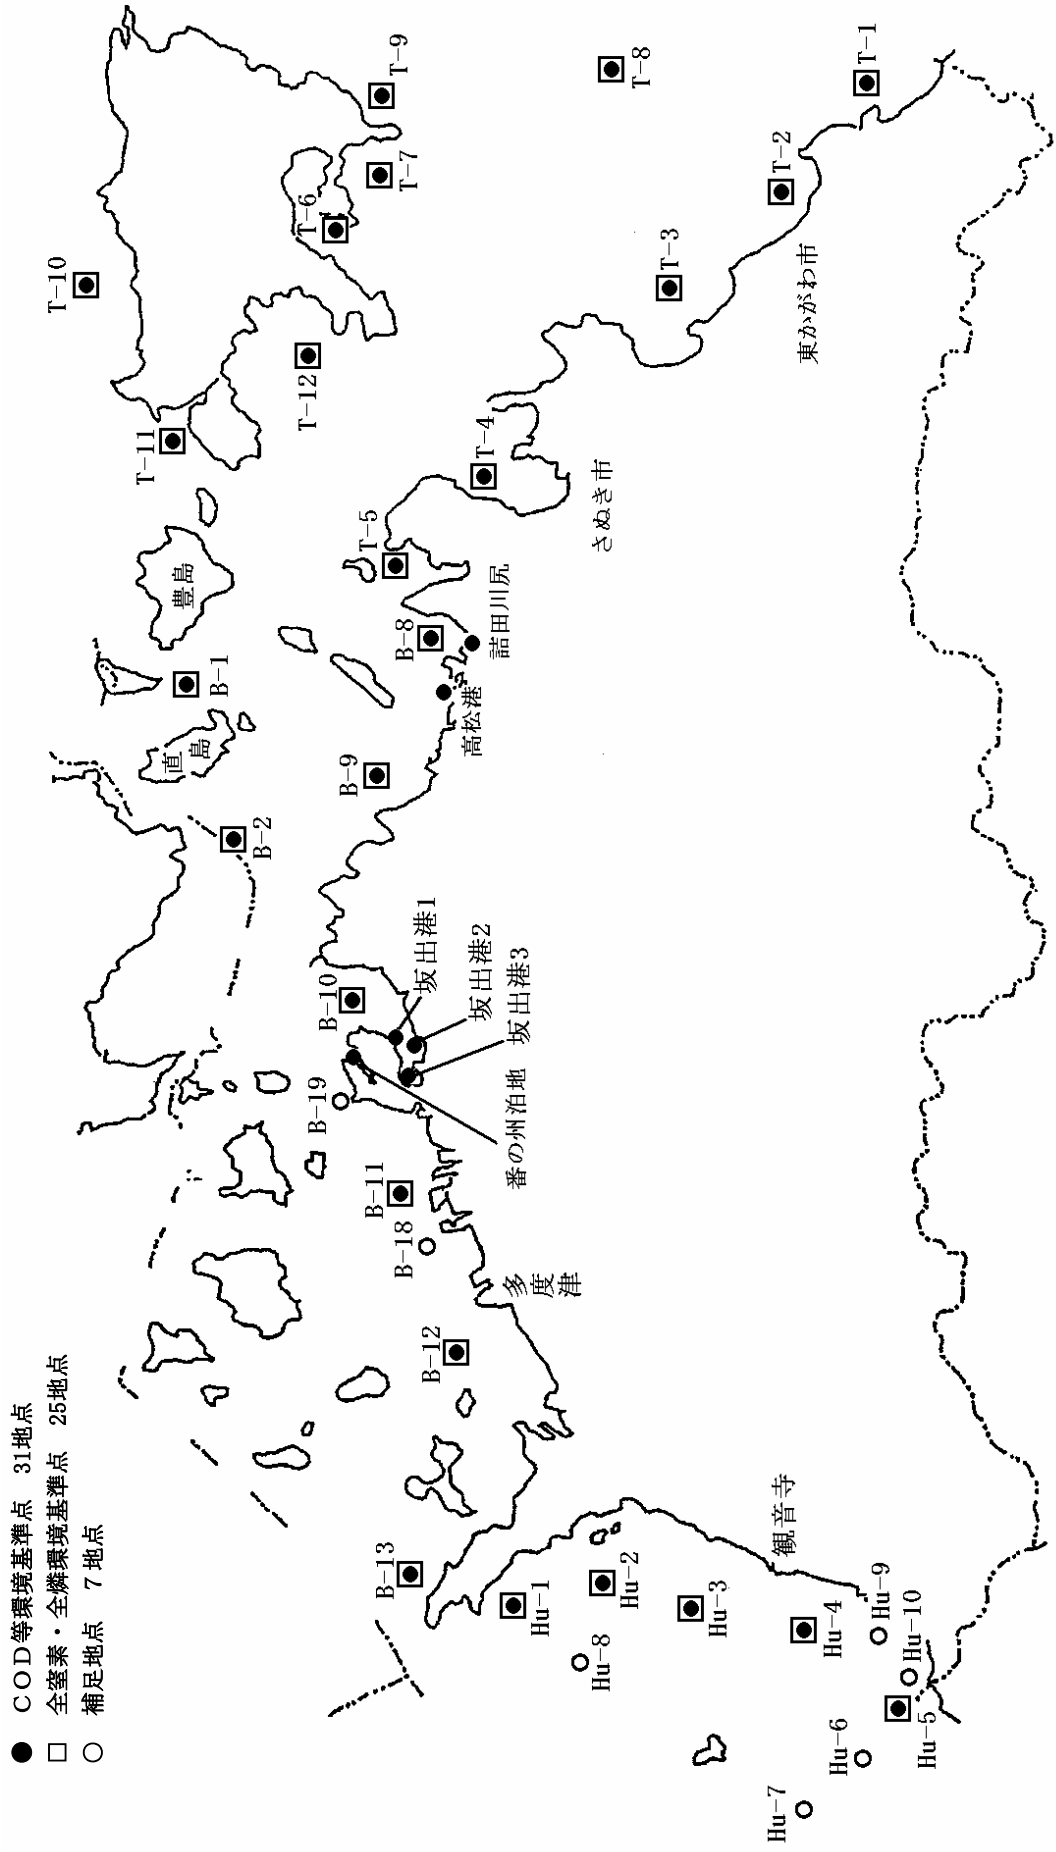 ● COD等環境基準点 31地点
□ 全窒素・全燐環境基準点 25地点
○ 補足地点 7地点
T-10
T-9
T-8
T-1
T-7
T-6
T-2
T-3
T-12
T-11
T-4
T-5
東かがわ市
さぬき市
豊島
B-1
B-8
詰田川尻
高松港
直島
B-9
B-2
B-10
坂出港1
坂出港2
坂出港3
番の州泊地
B-19
B-11
B-18
多度津
B-12
B-13
観音寺
Hu-1
Hu-2
Hu-3
Hu-8
Hu-4
Hu-9
Hu-10
Hu-5
Hu-6
Hu-7